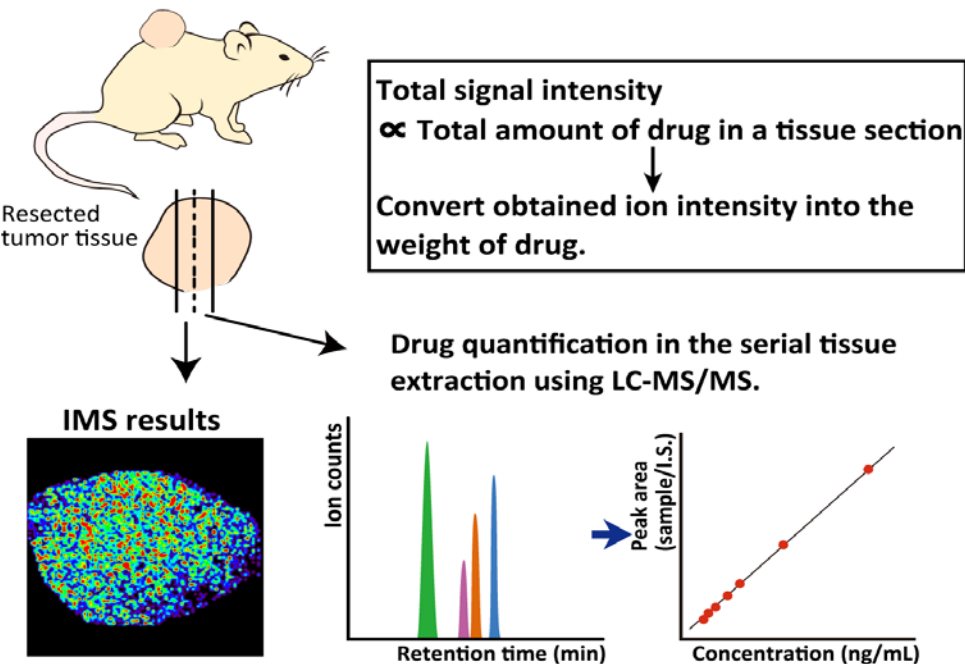 Total signal intensity
∝ Total amount of drug in a tissue section
Convert obtained ion intensity into the
weight of drug.
Resected
tumor tissue
Drug quantification in the serial tissue
extraction using LC-MS/MS.
IMS results
Ion counts
Retention time (min)
Peak area
(sample/I.S.)
Concentration (ng/mL)